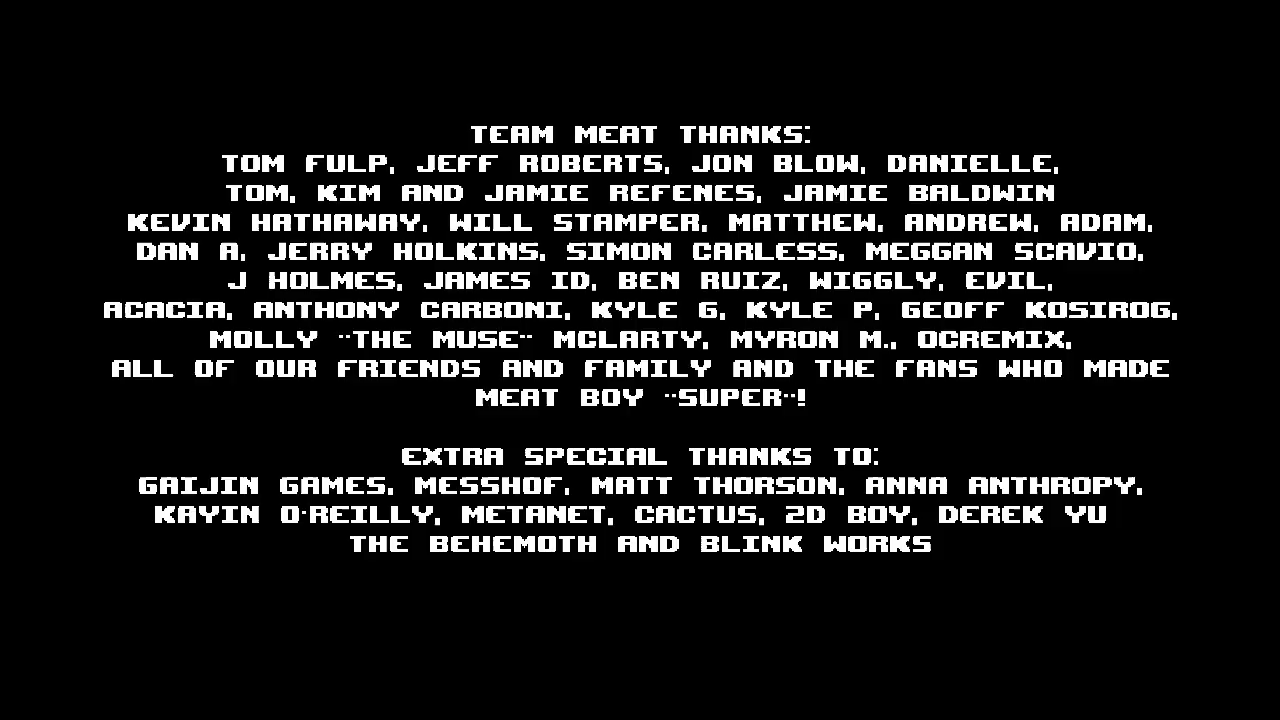 TEAM MEAT THANKS:
TOM FULP, JEFF ROBERTS, JON BLOW, DANIELLE,
TOM, KIM AND JAMIE REFENES, JAMIE BALDWIN
KEVIN HATHAWAY, WILL STAMPER, MATTHEW, ANDREW, ADAM,
DAN A, JERRY HOLKINS, SIMON CARLESS, MEGGAN SCAVIO,
J HOLMES, JAMES ID, BEN RUIZ, WIGGLY, EVIL,
ACACIA, ANTHONY CARBONI, KYLE G, KYLE P, GEOFF KOSIROG,
MOLLY "THE MUSE" MCLARTY, MYRON M., OCREMIX,
ALL OF OUR FRIENDS AND FAMILY AND THE FANS WHO MADE
MEAT BOY "SUPER"!
EXTRA SPECIAL THANKS TO:
GAIJIN GAMES, MESSHOF, MATT THORSON, ANNA ANTHROPY,
KAYIN O'REILLY, METANET, CACTUS, 2D BOY, DEREK YU
THE BEHEMOTH AND BLINK WORKS